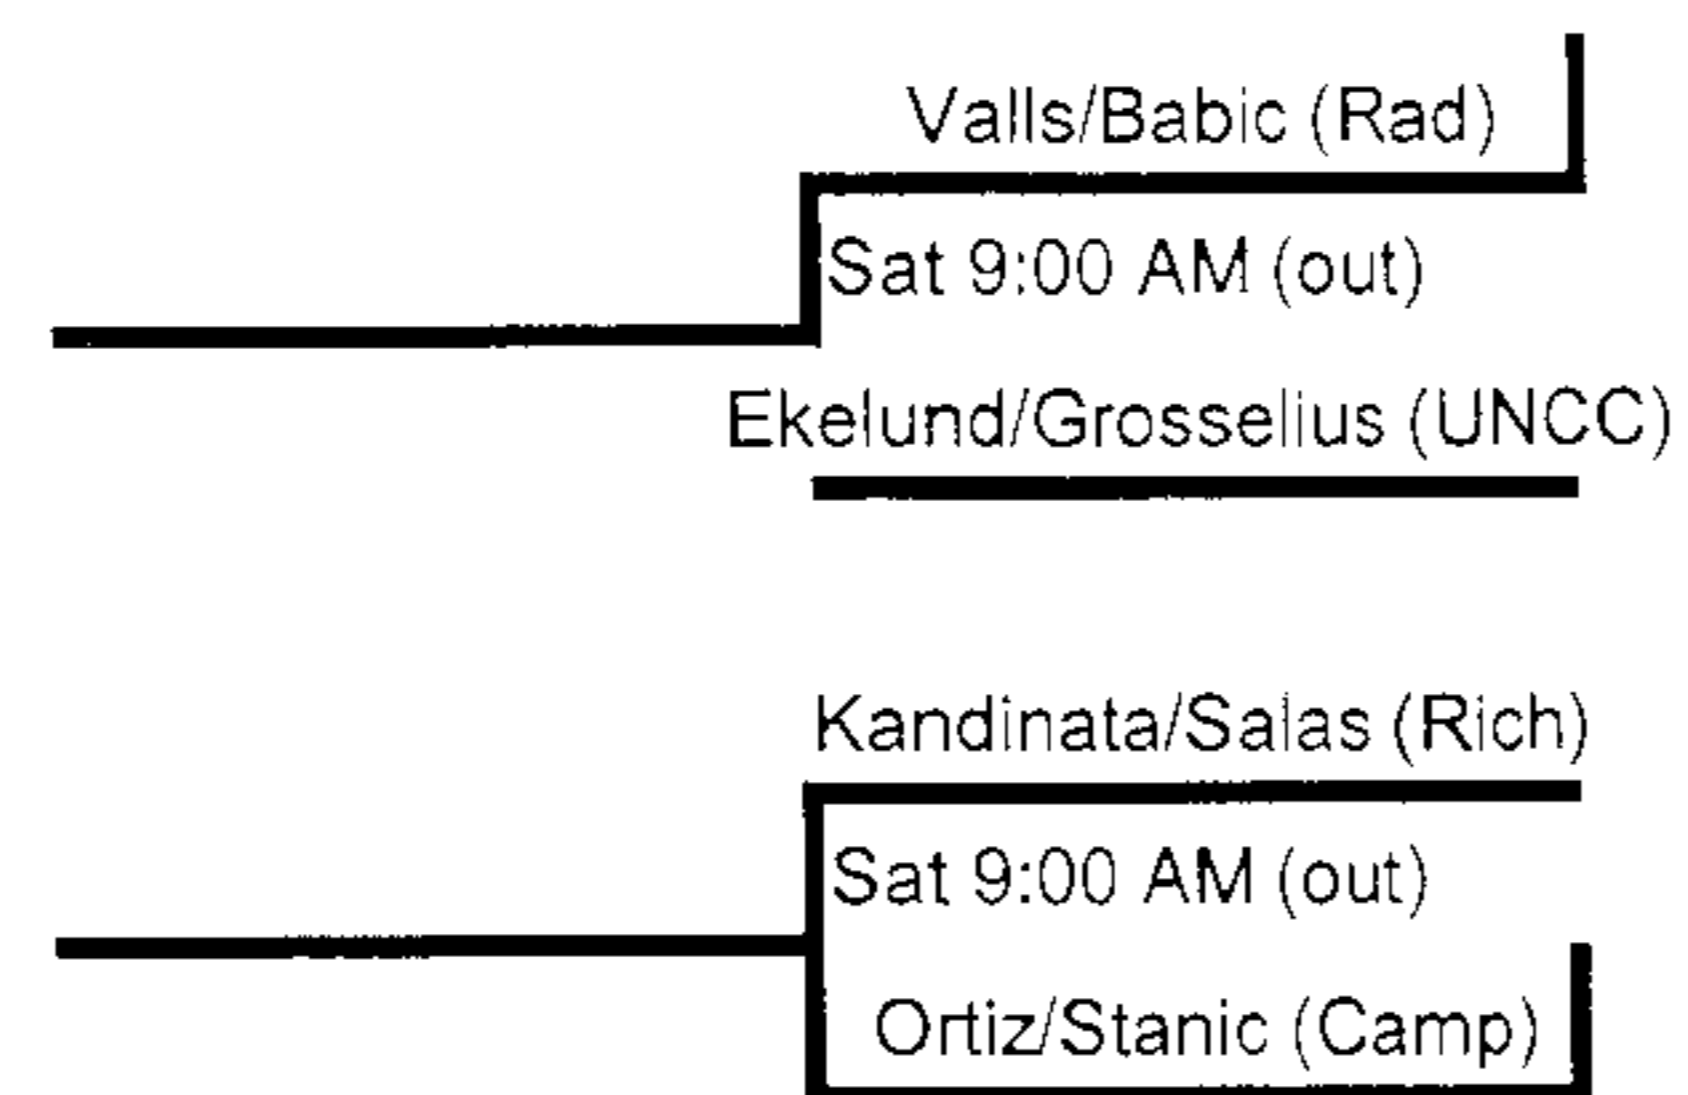 Valls/Babic (Rad)
Sat 9:00 AM (out)
Ekelund/Grosselius (UNCC)
Kandinata/Salas (Rich)
Sat 9:00 AM (out)
Ortiz/Stanic (Camp)